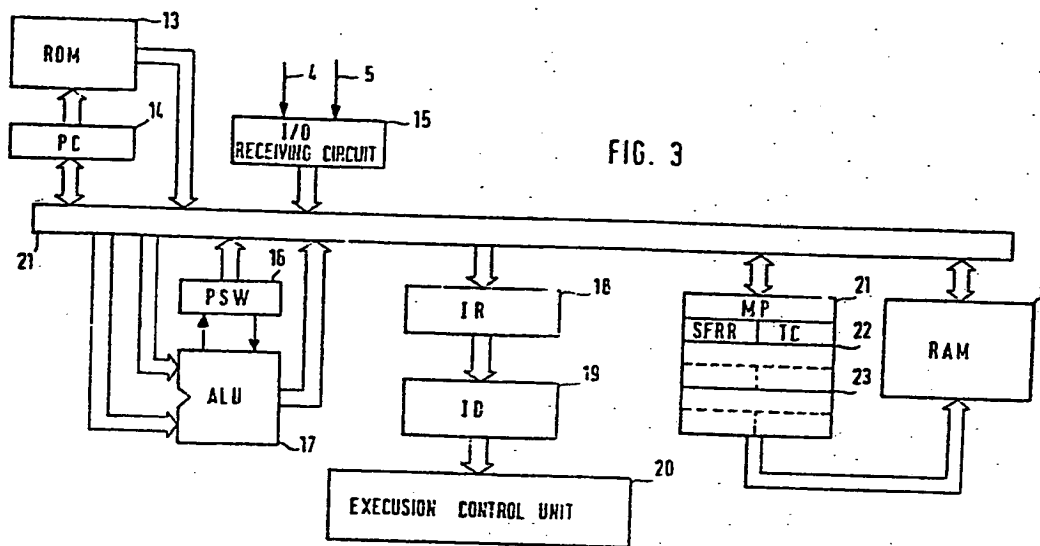 13
ROM
4
5
14
PC
15
I/O
RECEIVING CIRCUIT
FIG. 3
21
16
PSW
ALU
17
18
IR
19
ID
20
EXECUSION CONTROL UNIT
21
MP
SFRR
TC
22
23
RAM